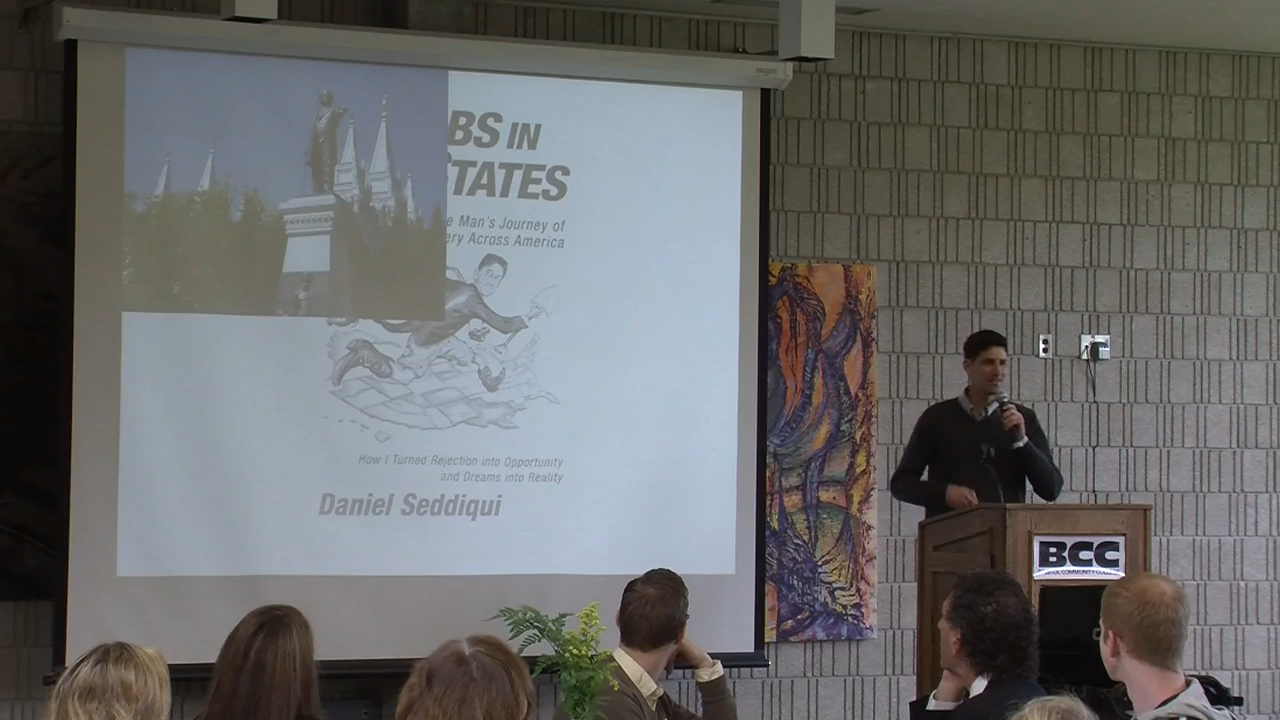 BS IN
TATES
e Man's Journey of
ery Across America
How I Turned Rejection into Opportunity
and Dreams into Reality
Daniel Seddiqui
BCC
COMMUNITY